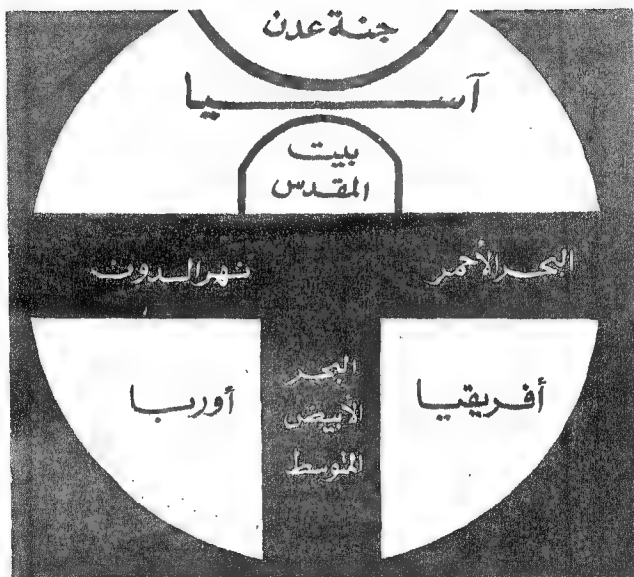 جنة عدن
آسيا
بيت
المقدس
البحر الأحمر
نهر الدون
أفريقيا
أوربا
البحر
الأبيض
المتوسط